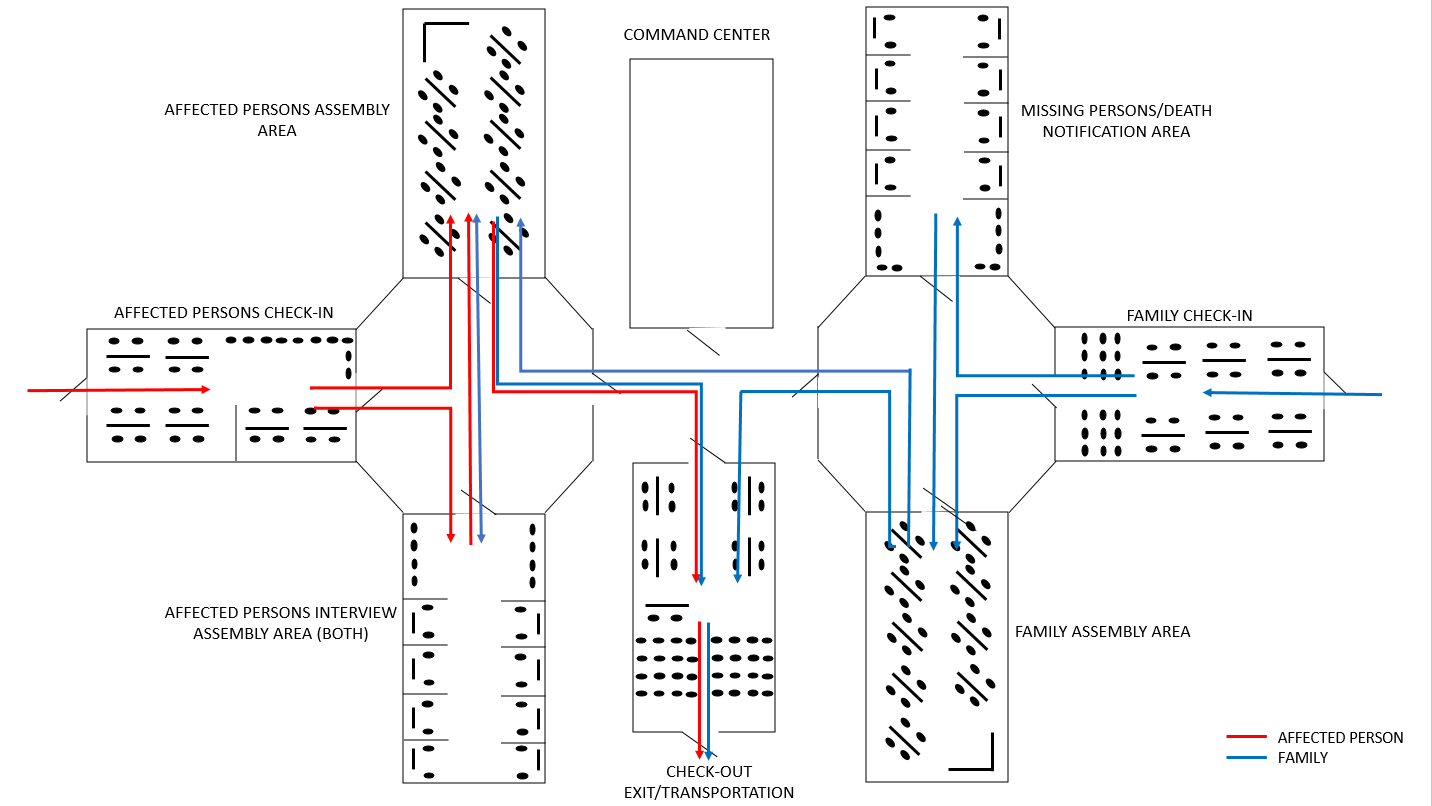 COMMAND CENTER
AFFECTED PERSONS ASSEMBLY
AREA
MISSING PERSONS/DEATH
NOTIFICATION AREA
AFFECTED PERSONS CHECK-IN
FAMILY CHECK-IN
AFFECTED PERSONS INTERVIEW
ASSEMBLY AREA (BOTH)
FAMILY ASSEMBLY AREA
AFFECTED PERSON
FAMILY
CHECK-OUT
EXIT/TRANSPORTATION